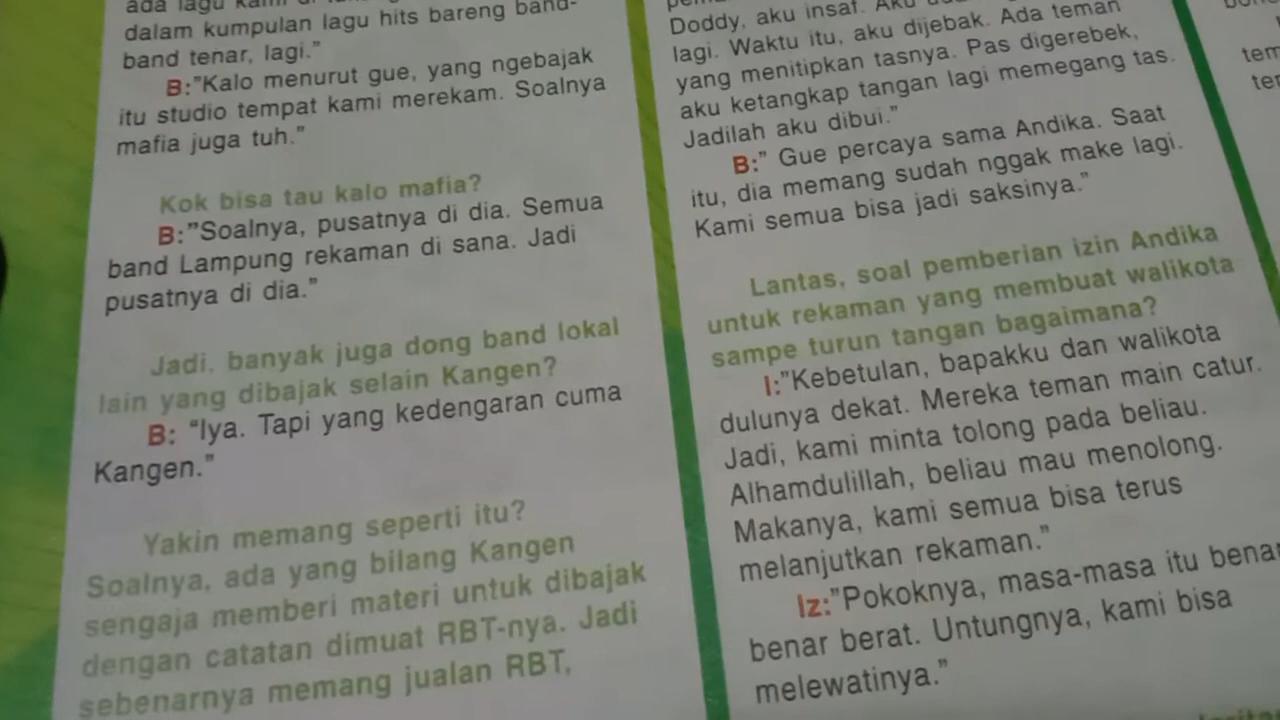 ada lagu kami di
dalam kumpulan lagu hits bareng band-
band tenar, lagi.”
B:”Kalo menurut gue, yang ngebajak
itu studio tempat kami merekam. Soalnya
mafia juga tuh.”
Kok bisa tau kalo mafia?
B:”Soalnya, pusatnya di dia. Semua
band Lampung rekaman di sana. Jadi
pusatnya di dia.”
Jadi, banyak juga dong band lokal
lain yang dibajak selain Kangen?
B: “Iya. Tapi yang kedengaran cuma
Kangen.”
Yakin memang seperti itu?
Soalnya, ada yang bilang Kangen
sengaja memberi materi untuk dibajak
dengan catatan dimuat RBT-nya. Jadi
sebenarnya memang jualan RBT,
Doddy, aku insaf. Aku
lagi. Waktu itu, aku dijebak. Ada teman
yang menitipkan tasnya. Pas digerebek,
aku ketangkap tangan lagi memegang tas.
Jadilah aku dibui.”
B:” Gue percaya sama Andika. Saat
itu, dia memang sudah nggak make lagi.
Kami semua bisa jadi saksinya.”
Lantas, soal pemberian izin Andika
untuk rekaman yang membuat walikota
sampe turun tangan bagaimana?
I:”Kebetulan, bapakku dan walikota
dulunya dekat. Mereka teman main catur.
Jadi, kami minta tolong pada beliau.
Alhamdulillah, beliau mau menolong.
Makanya, kami semua bisa terus
melanjutkan rekaman.”
Iz:”Pokoknya, masa-masa itu benar
benar berat. Untungnya, kami bisa
melewatinya.”